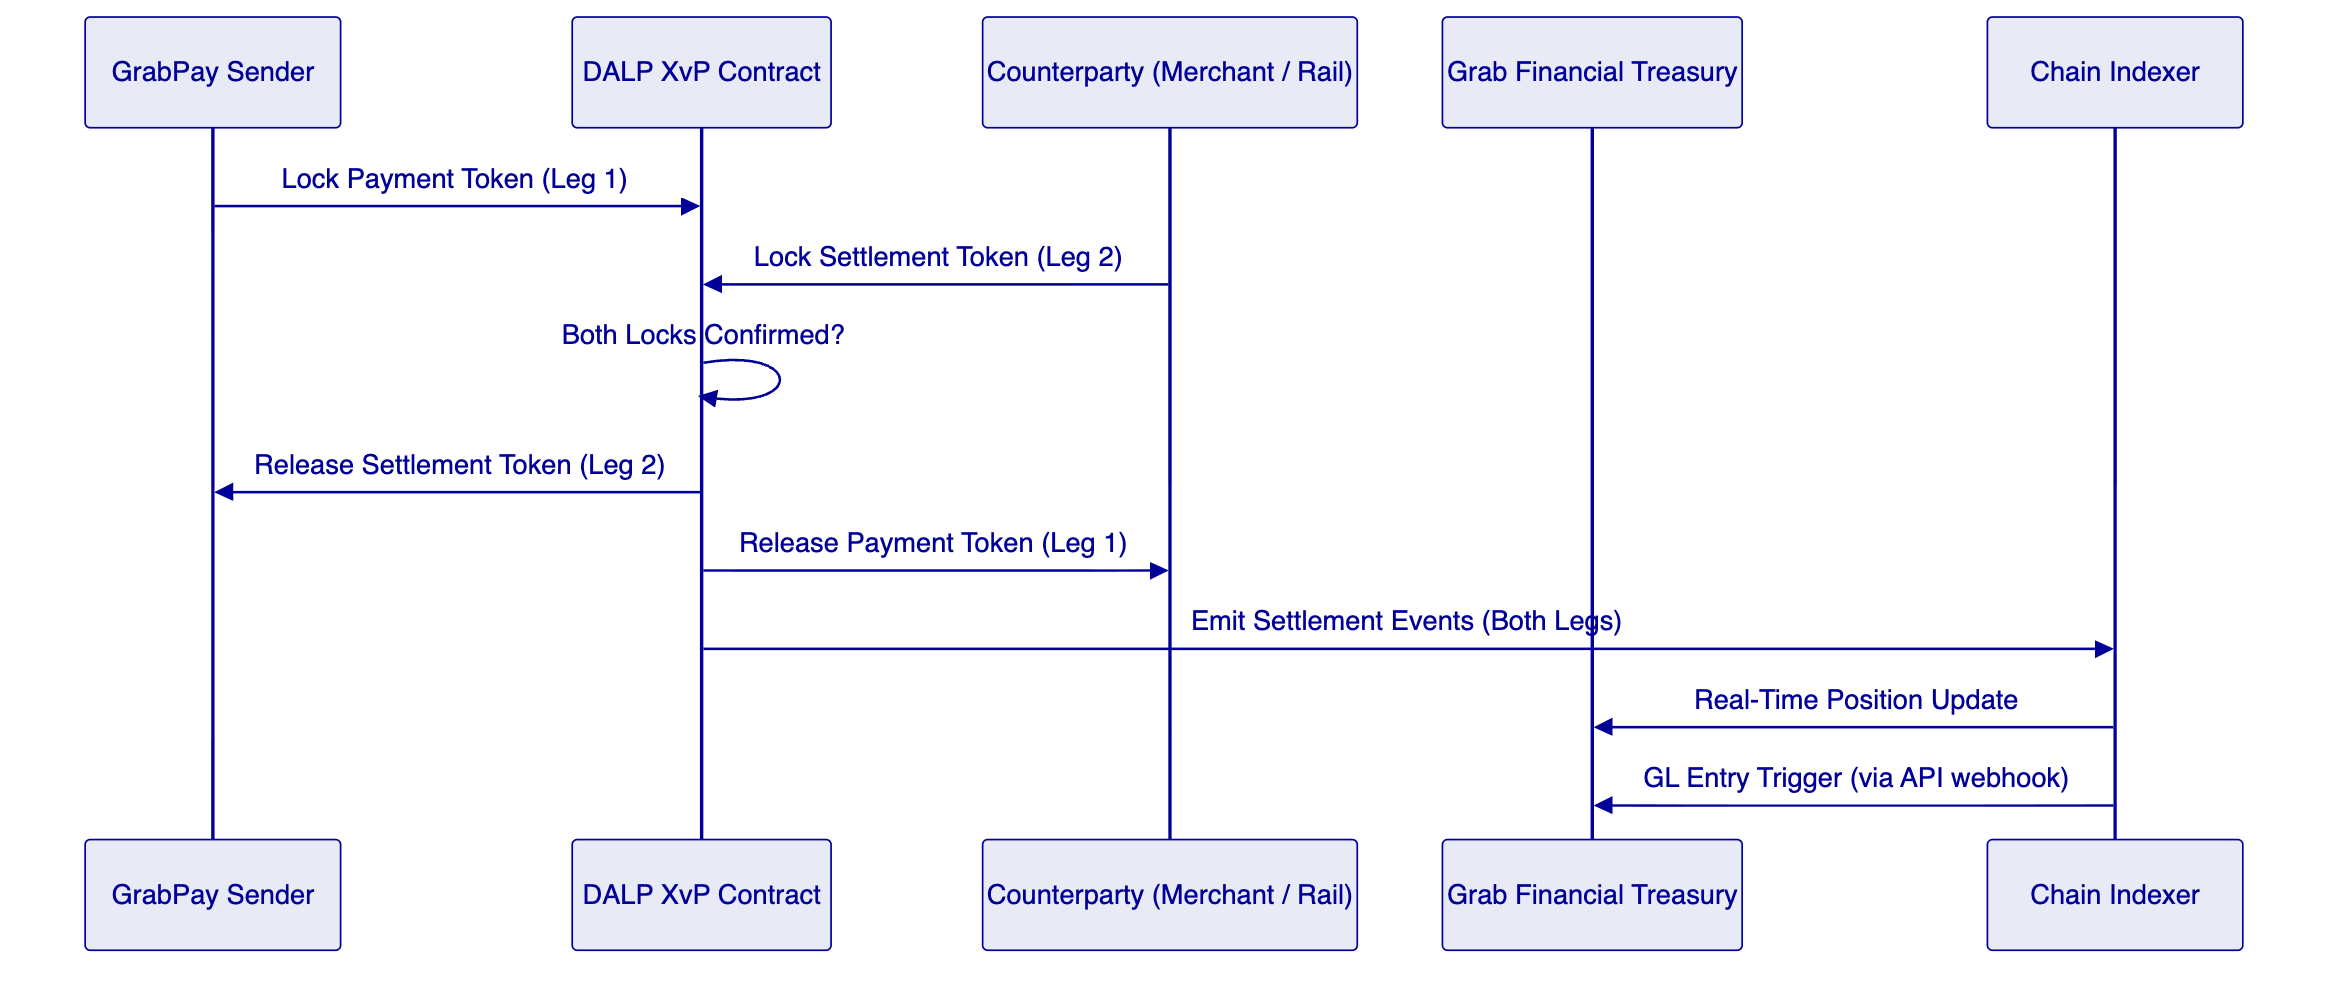 GrabPay Sender
DALP XvP Contract
Counterparty (Merchant / Rail)
Grab Financial Treasury
Chain Indexer
Lock Payment Token (Leg 1)
Lock Settlement Token (Leg 2)
Both Locks Confirmed?
Release Settlement Token (Leg 2)
Release Payment Token (Leg 1)
Emit Settlement Events (Both Legs)
Real-Time Position Update
GL Entry Trigger (via API webhook)
GrabPay Sender
DALP XvP Contract
Counterparty (Merchant / Rail)
Grab Financial Treasury
Chain Indexer